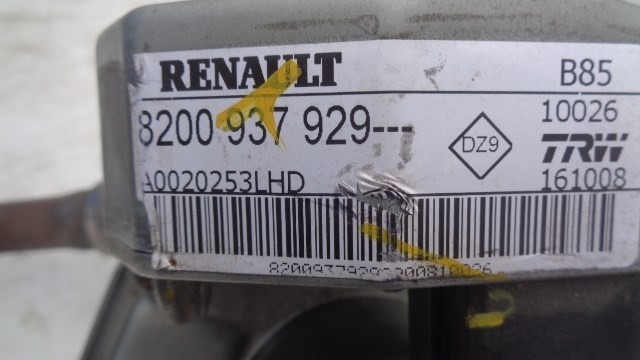 RENAULT B85
8200 937 929--- 10026
DZ9
TRW
A0020253LHD 161008